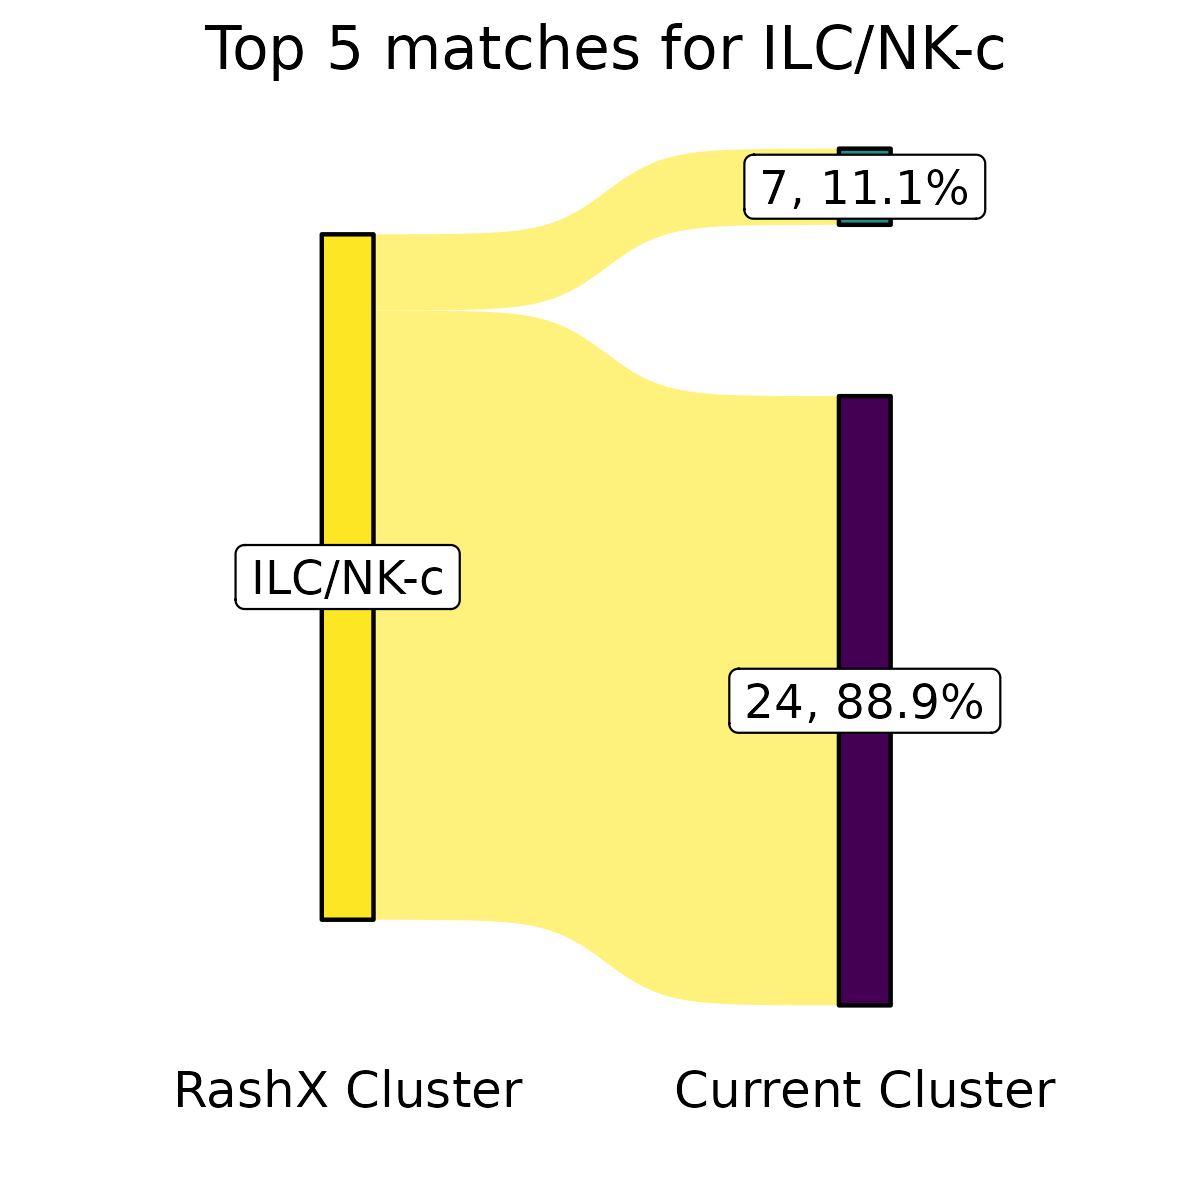 Top 5 matches for ILC/NK-c
7, 11.1%
ILC/NK-c
24, 88.9%
RashX Cluster
Current Cluster